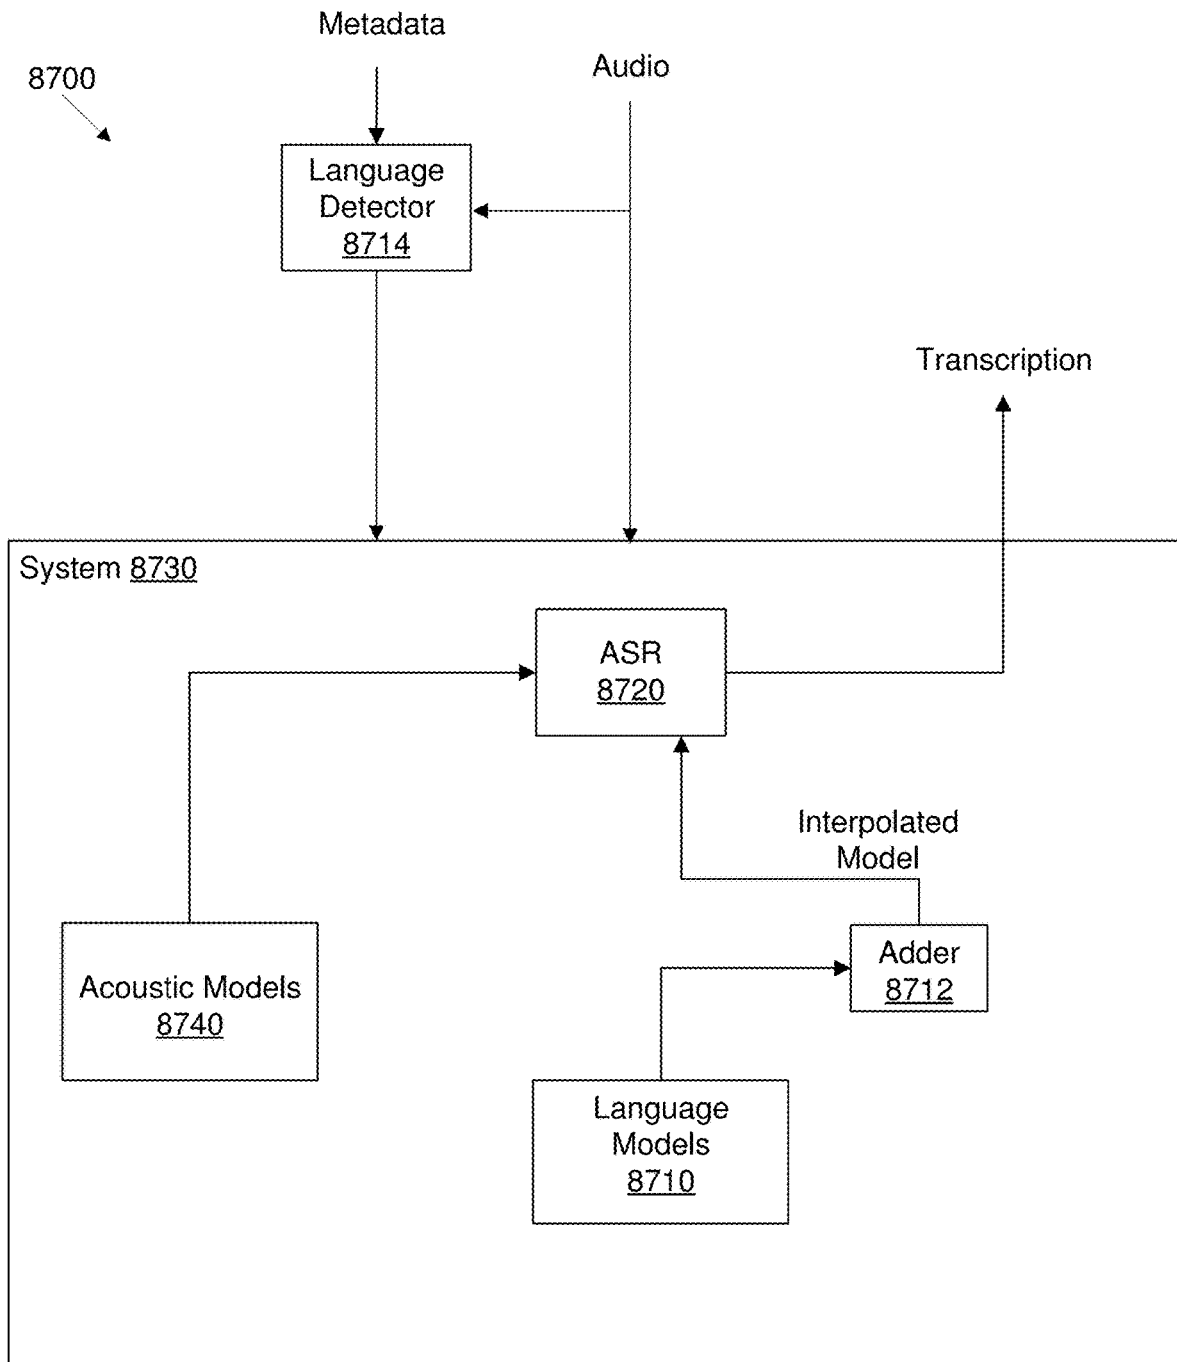 Metadata
Audio
8700
Language
Detector
8714
Transcription
System 8730
ASR
8720
Interpolated
Model
Adder
8712
Acoustic Models
8740
Language
Models
8710